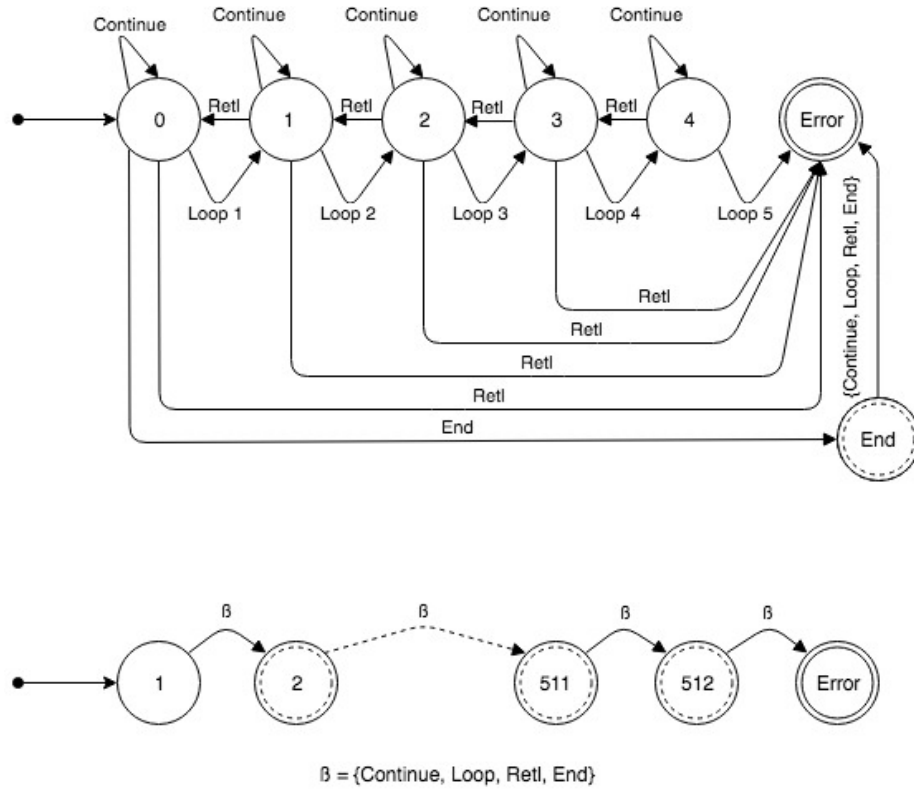 Continue
Continue
Continue
Continue
Continue
0
Retl
1
Retl
2
Retl
3
Retl
4
Error
Loop 1
Loop 2
Loop 3
Loop 4
Loop 5
{Continue, Loop, Retl, End}
Retl
Retl
Retl
Retl
End
End
ß
ß
ß
ß
1
2
511
512
Error
ß = {Continue, Loop, Retl, End}